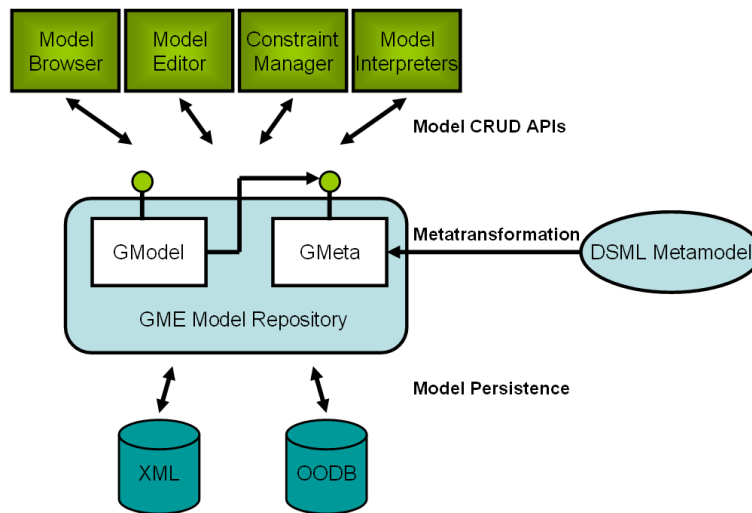 Model
Browser
Model
Editor
Constraint
Manager
Model
Interpreters
Model CRUD APIs
GModel
GMeta
Metatransformation
DSML Metamodel
GME Model Repository
Model Persistence
XML
OODB